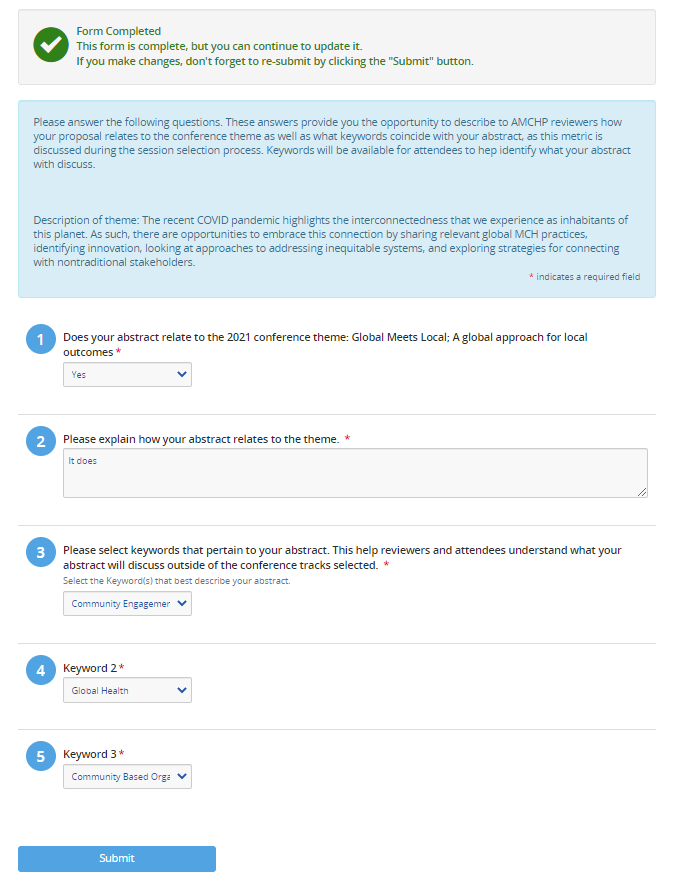 Form Completed
This form is complete, but you can continue to update it.
If you make changes, don't forget to re-submit by clicking the "Submit" button.
Please answer the following questions. These answers provide you the opportunity to describe to AMCHP reviewers how
your proposal relates to the conference theme as well as what keywords coincide with your abstract, as this metric is
discussed during the session selection process. Keywords will be available for attendees to hep identify what your abstract
with discuss.
Description of theme: The recent COVID pandemic highlights the interconnectedness that we experience as inhabitants of
this planet. As such, there are opportunities to embrace this connection by sharing relevant global MCH practices,
identifying innovation, looking at approaches to addressing inequitable systems, and exploring strategies for connecting
with nontraditional stakeholders.
* indicates a required field
1 Does your abstract relate to the 2021 conference theme: Global Meets Local; A global approach for local
outcomes *
Yes
2 Please explain how your abstract relates to the theme. *
It does
3 Please select keywords that pertain to your abstract. This help reviewers and attendees understand what your
abstract will discuss outside of the conference tracks selected. *
Select the Keyword(s) that best describe your abstract.
Community Engagemer
4 Keyword 2 *
Global Health
5 Keyword 3 *
Community Based Orga
Submit